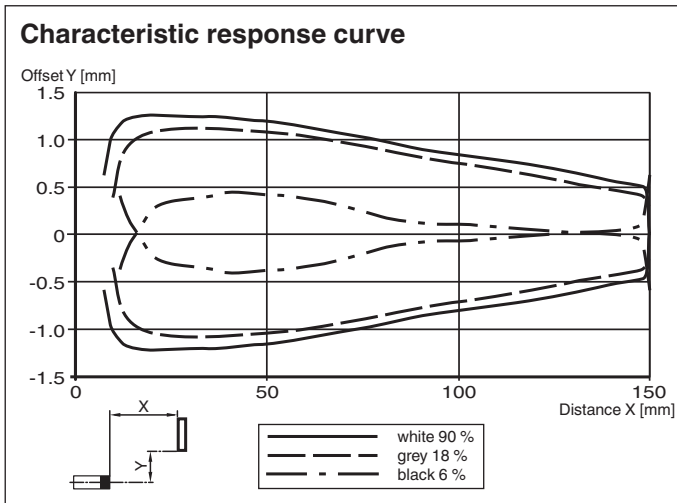 Characteristic response curve
Offset Y [mm]
1.5
1.0
0.5
0
-0.5
-1.0
-1.5
0
50
100
150
Distance X [mm]
X
Y
white 90 %
grey 18 %
black 6 %